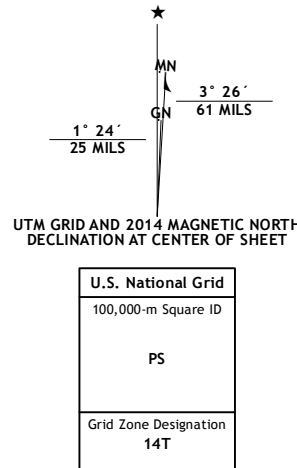 ★
MN
3° 26´
61 MILS
GN
1° 24´
25 MILS
UTM GRID AND 2014 MAGNETIC NORTH
DECLINATION AT CENTER OF SHEET
U.S. National Grid
100,000-m Square ID
PS
Grid Zone Designation
14T